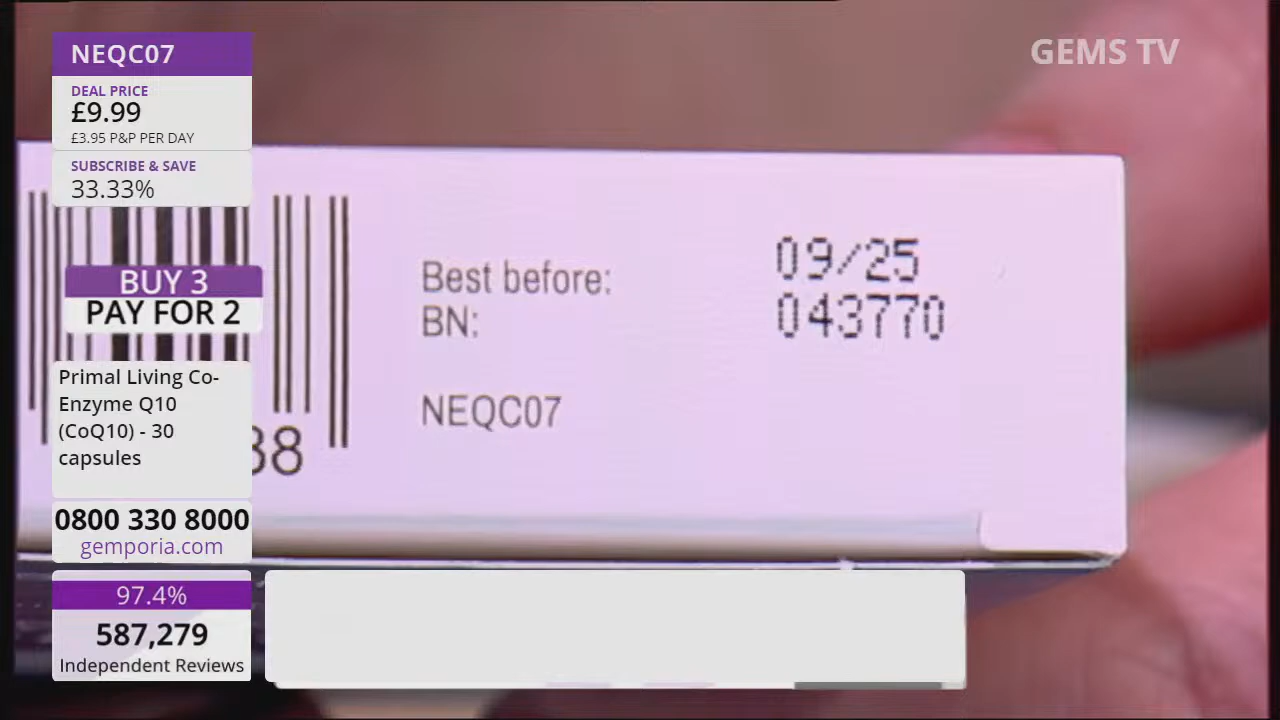 NEQC07
DEAL PRICE
£9.99
£3.95 P&P PER DAY
SUBSCRIBE & SAVE
33.33%
BUY 3
PAY FOR 2
Primal Living Co-
Enzyme Q10
(CoQ10) - 30
capsules
0800 330 8000
gemporia.com
97.4%
587,279
Independent Reviews
GEMS TV
Best before: 09/25
BN: 043770
NEQC07
38